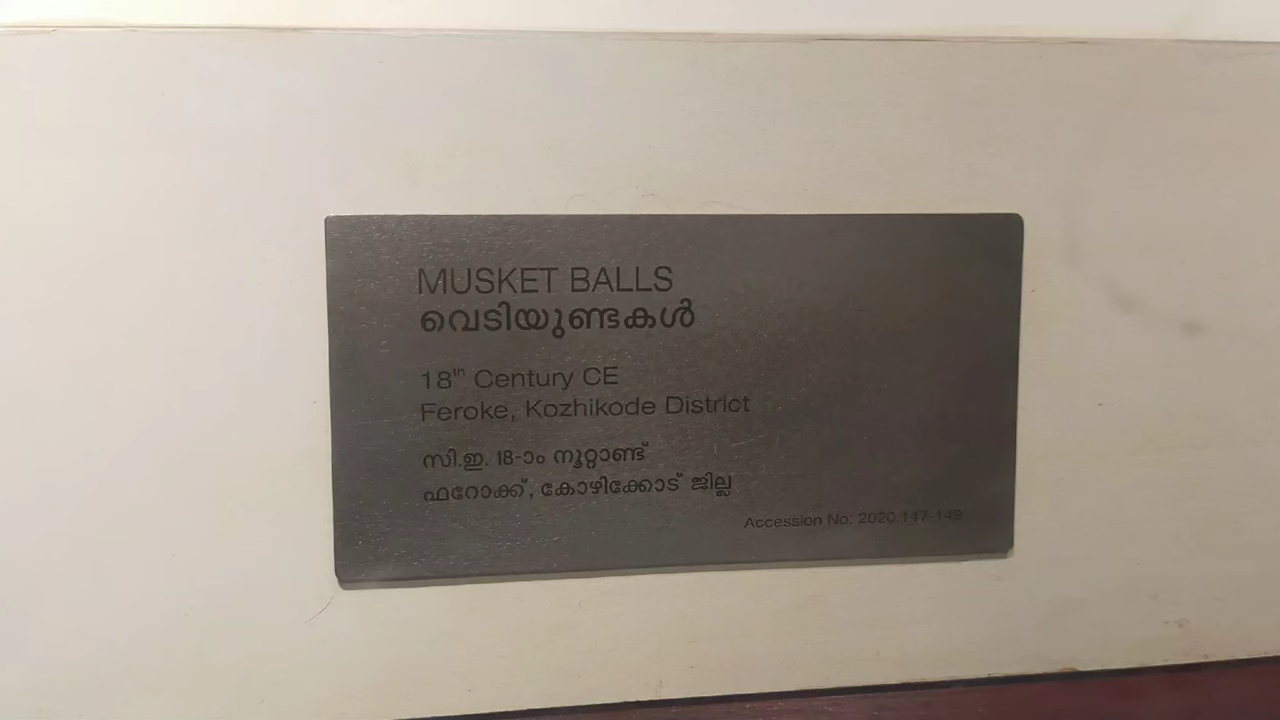 MUSKET BALLS
വെടിയുണ്ടകൾ
18th Century CE
Feroke, Kozhikode District
സി.ഇ. 18-ാം നൂറ്റാണ്ട്
ഫറോക്ക്, കോഴിക്കോട് ജില്ല
Accession No: 2020.147-149